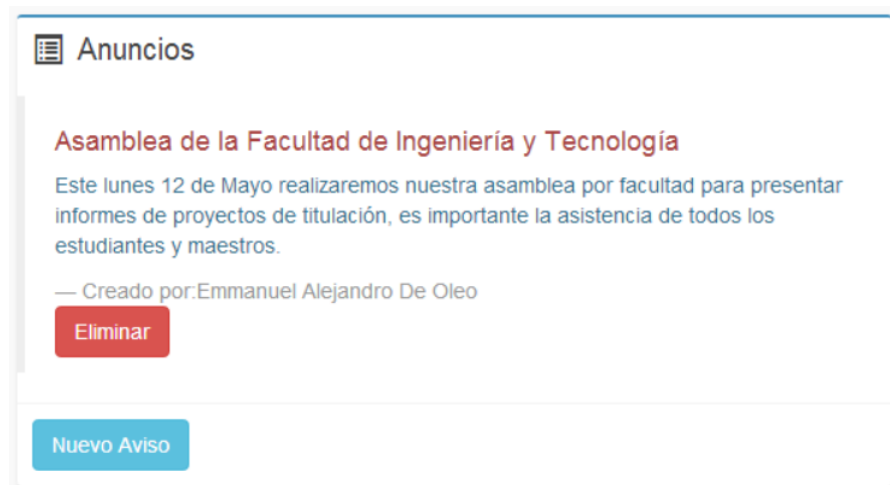 Anuncios
Asamblea de la Facultad de Ingeniería y Tecnología
Este lunes 12 de Mayo realizaremos nuestra asamblea por facultad para presentar
informes de proyectos de titulación, es importante la asistencia de todos los
estudiantes y maestros.
— Creado por:Emmanuel Alejandro De Oleo
Eliminar
Nuevo Aviso